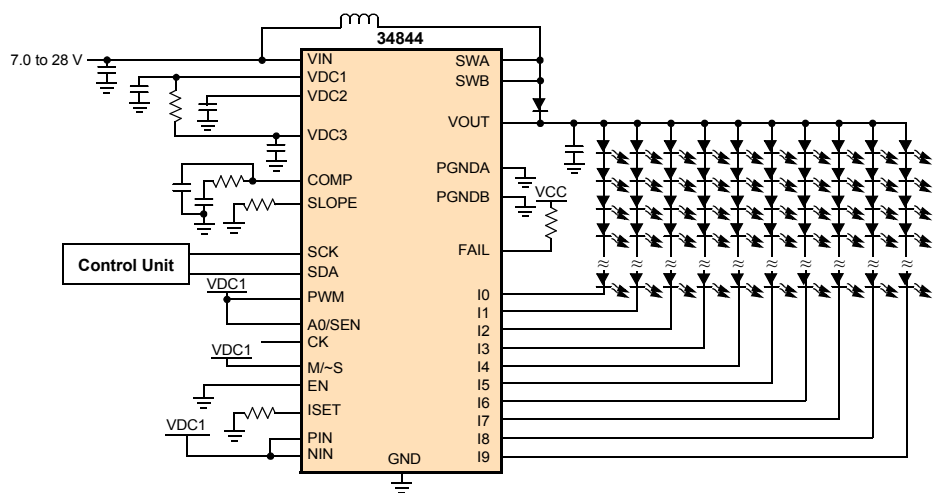 34844
7.0 to 28 V
VIN
VDC1
VDC2
VDC3
COMP
SLOPE
Control Unit
SCK
SDA
VDC1
PWM
A0/SEN
CK
VDC1
M/~S
EN
ISET
VDC1
PIN
NIN
GND
SWA
SWB
VOUT
PGNDA
PGNDB
VCC
FAIL
I0
I1
I2
I3
I4
I5
I6
I7
I8
I9